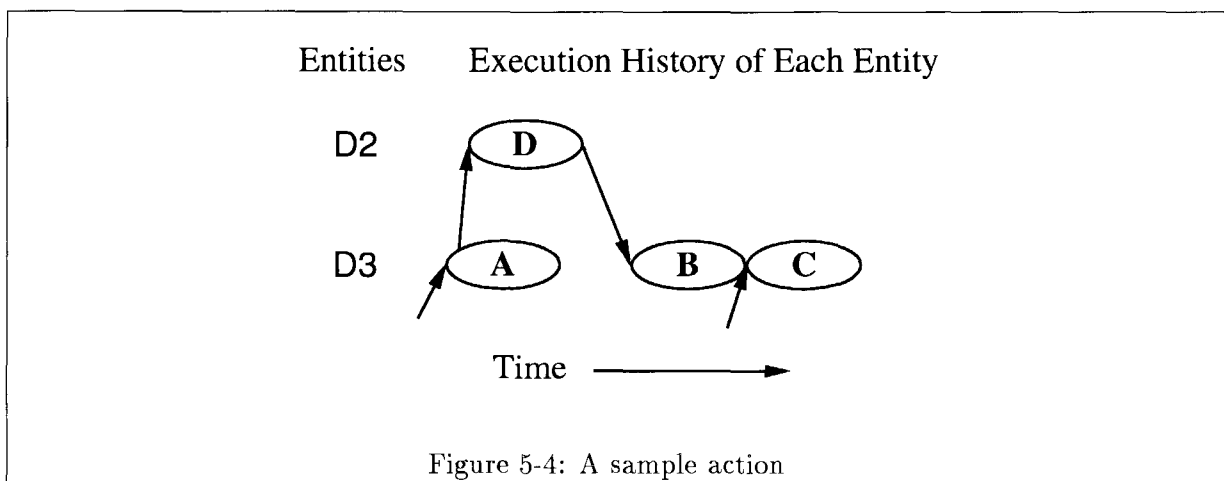 Entities Execution History of Each Entity
D2 D
D3 A B C
Time
Figure 5-4: A sample action